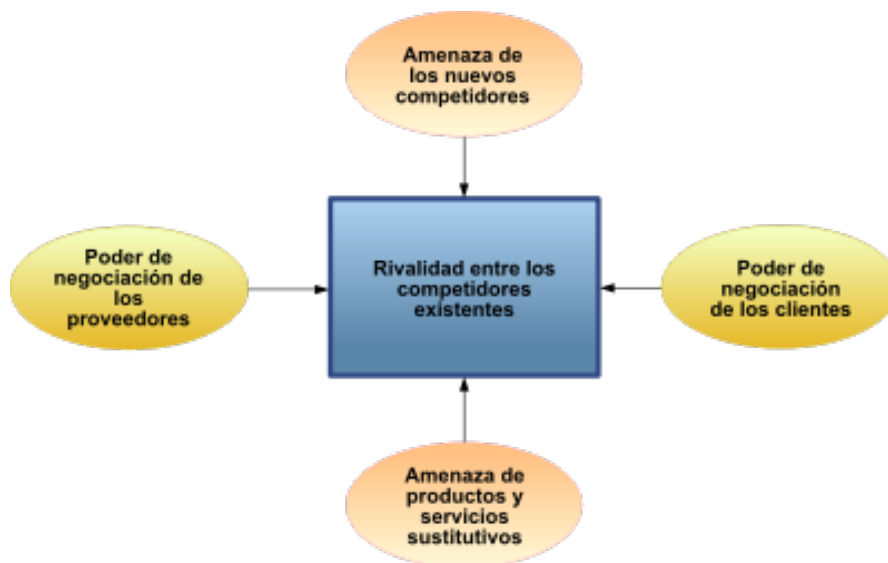 Amenaza de
los nuevos
competidores
Poder de
negociación de
los
proveedores
Rivalidad entre los
competidores
existentes
Poder de
negociación
de los clientes
Amenaza de
productos y
servicios
sustitutivos